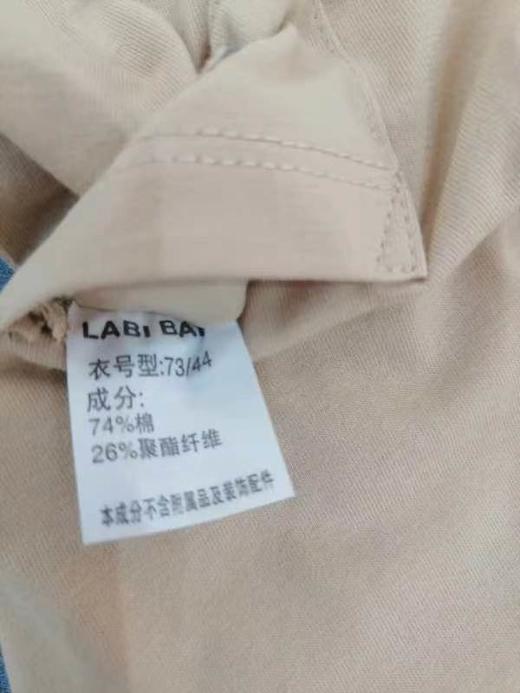 LABI
衣号型:73/44
成分:
74%棉
26%聚酯纤维
本成分不含附属品及装饰配件